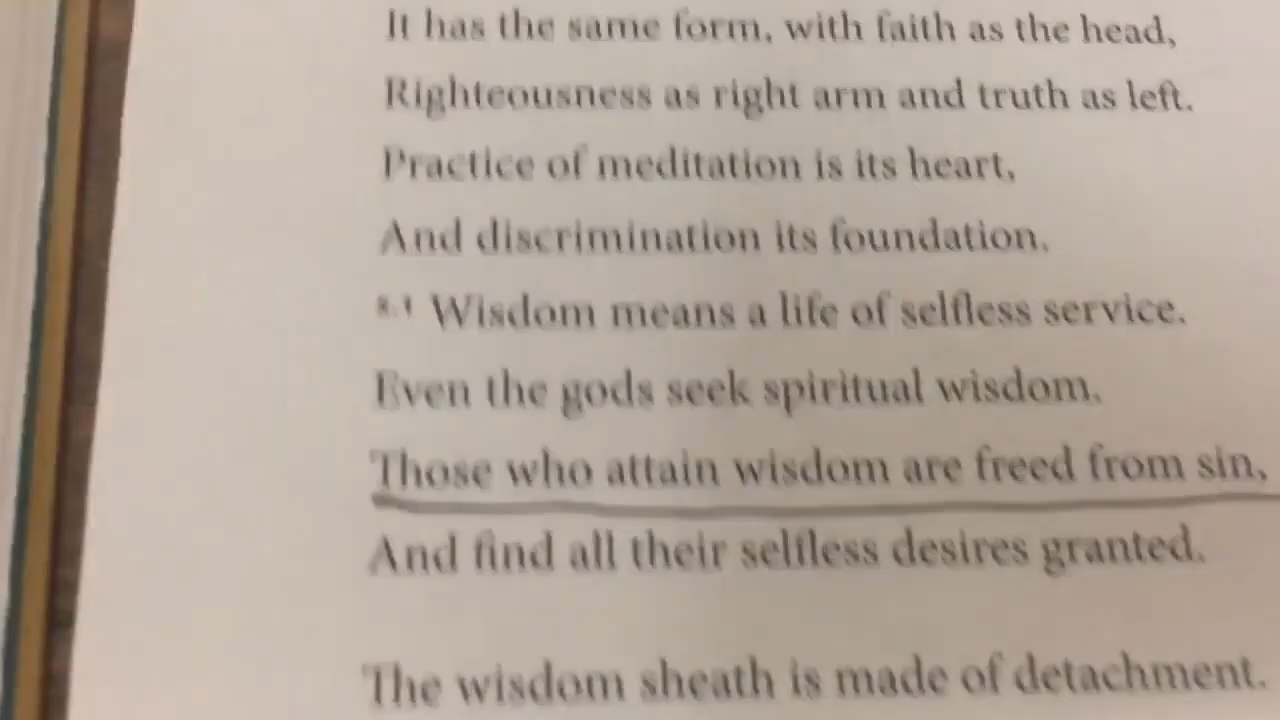 It has the same form, with faith as the head,
Righteousness as right arm and truth as left.
Practice of meditation is its heart,
And discrimination its foundation.
Wisdom means a life of selfless service.
Even the gods seek spiritual wisdom.
Those who attain wisdom are freed from sin,
And find all their selfless desires granted.
The wisdom sheath is made of detachment.